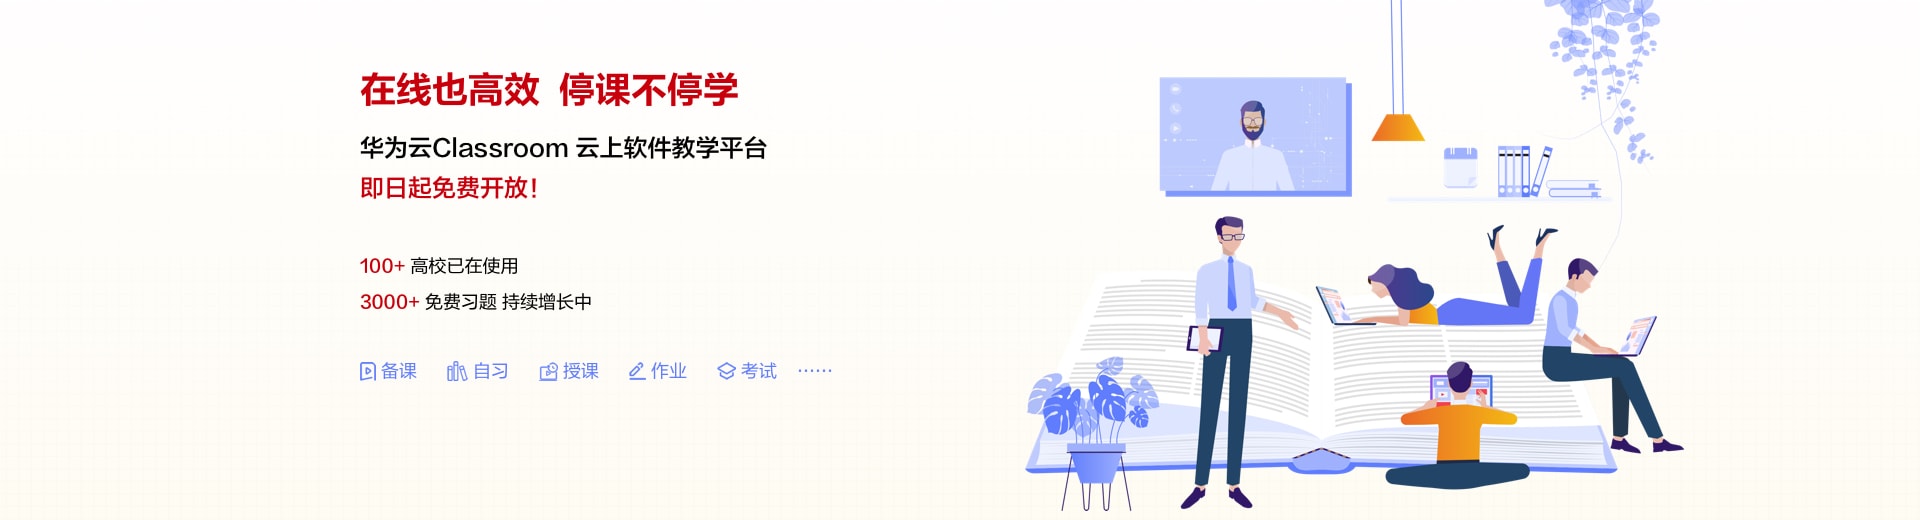 在线也高效 停课不停学
华为云Classroom 云上软件教学平台
即日起免费开放！
100+ 高校已在使用
3000+ 免费习题 持续增长中
备课 自习 授课 作业 考试 ……